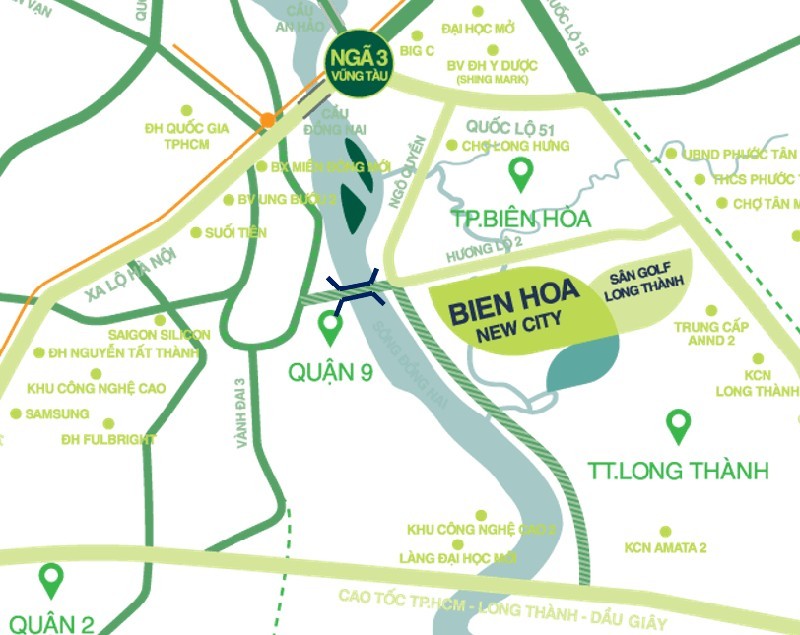 VẠN
QU
CẦU
AN HẢO
NGÃ 3
VŨNG TÀU
BIG C
ĐẠI HỌC MỞ
BV ĐH Y DƯỢC
(SHING MARK)
QUỐC LỘ 15
ĐH QUỐC GIA
TPHCM
CẦU
ĐỒNG NAI
QUỐC LỘ 51
CHỢ LONG HƯNG
NGÔ QUYỀN
UBND PHƯỚC TÂN
THCS PHƯỚC T
CHỢ TÂN M
BX MIỀN ĐÔNG MỚI
BV UNG BƯỚU 2
SUỐI TIÊN
TP.BIÊN HÒA
HƯƠNG LỘ 2
XA LỘ HÀ NỘI
BIEN HOA
NEW CITY
SÂN GOLF
LONG THÀNH
SAIGON SILICON
ĐH NGUYỄN TẤT THÀNH
KHU CÔNG NGHỆ CAO
SAMSUNG
ĐH FULBRIGHT
VÀNH ĐAI 3
QUẬN 9
SÔNG ĐỒNG NAI
TRUNG CẤP
ANND 2
KCN
LONG THÀNH
TT.LONG THÀNH
KHU CÔNG NGHỆ CAO 2
LÀNG ĐẠI HỌC MỚI
KCN AMATA 2
CAO TỐC TP.HCM - LONG THÀNH - DẦU GIÂY
QUẬN 2